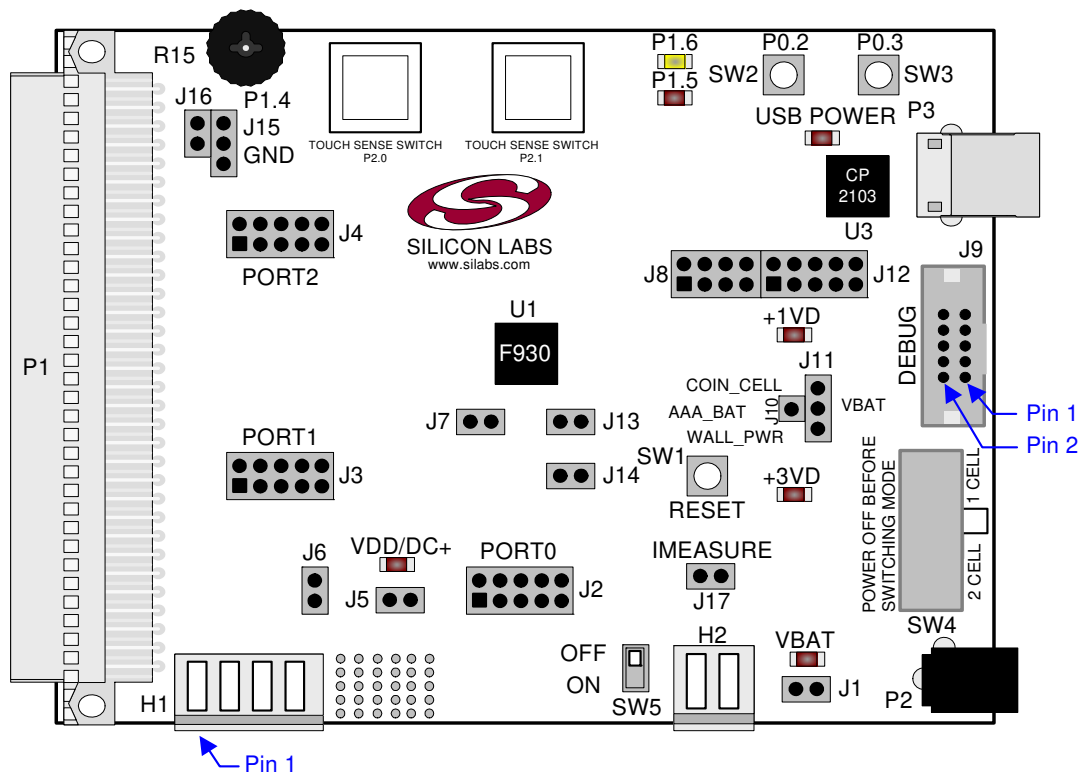 R15
P1.6
P0.2
P0.3
SW2
SW3
P1.5
J16
P1.4
J15
GND
USB POWER
P3
TOUCH SENSE SWITCH
P2.0
TOUCH SENSE SWITCH
P2.1
CP
2103
U3
J4
PORT2
SILICON LABS
www.silabs.com
J8
J12
J9
U1
F930
+1VD
DEBUG
P1
J11
COIN_CELL
J10
AAA_BAT
VBAT
WALL_PWR
Pin 1
Pin 2
J7
J13
PORT1
J3
J14
SW1
RESET
+3VD
POWER OFF BEFORE
SWITCHING MODE
2 CELL
1 CELL
SW4
J6
VDD/DC+
J5
PORT0
J2
IMEASURE
J17
H2
OFF
ON
SW5
VBAT
J1
P2
H1
Pin 1